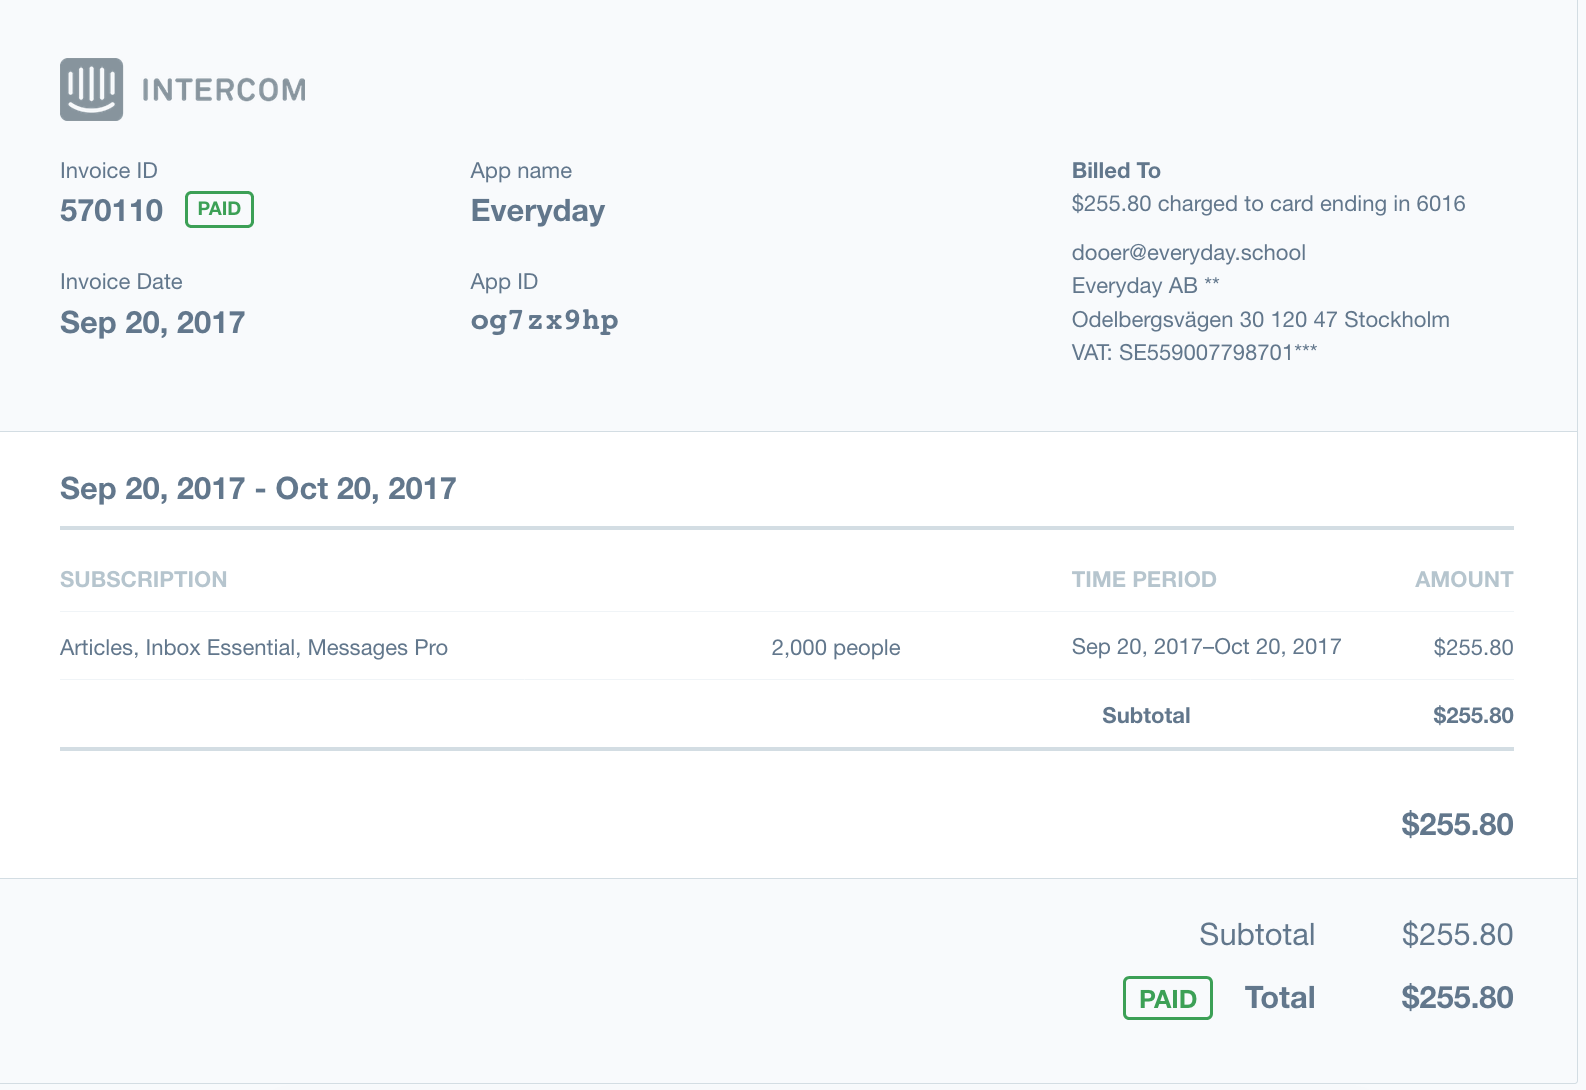 INTERCOM
Invoice ID
570110 PAID
Invoice Date
Sep 20, 2017
App name
Everyday
App ID
og7zx9hp
Billed To
$255.80 charged to card ending in 6016
dooer@everyday.school
Everyday AB **
Odelbergsvägen 30 120 47 Stockholm
VAT: SE559007798701***
Sep 20, 2017 - Oct 20, 2017
SUBSCRIPTION TIME PERIOD AMOUNT
Articles, Inbox Essential, Messages Pro 2,000 people Sep 20, 2017–Oct 20, 2017 $255.80
Subtotal $255.80
$255.80
Subtotal $255.80
PAID Total $255.80